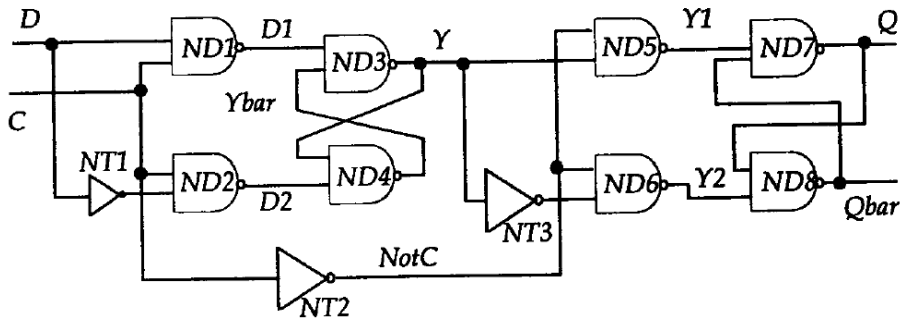 D
ND1
D1
ND3
Y
ND5
Y1
ND7
Q
C
Ybar
NT1
ND2
D2
ND4
NT3
ND6
Y2
ND8
Qbar
NotC
NT2